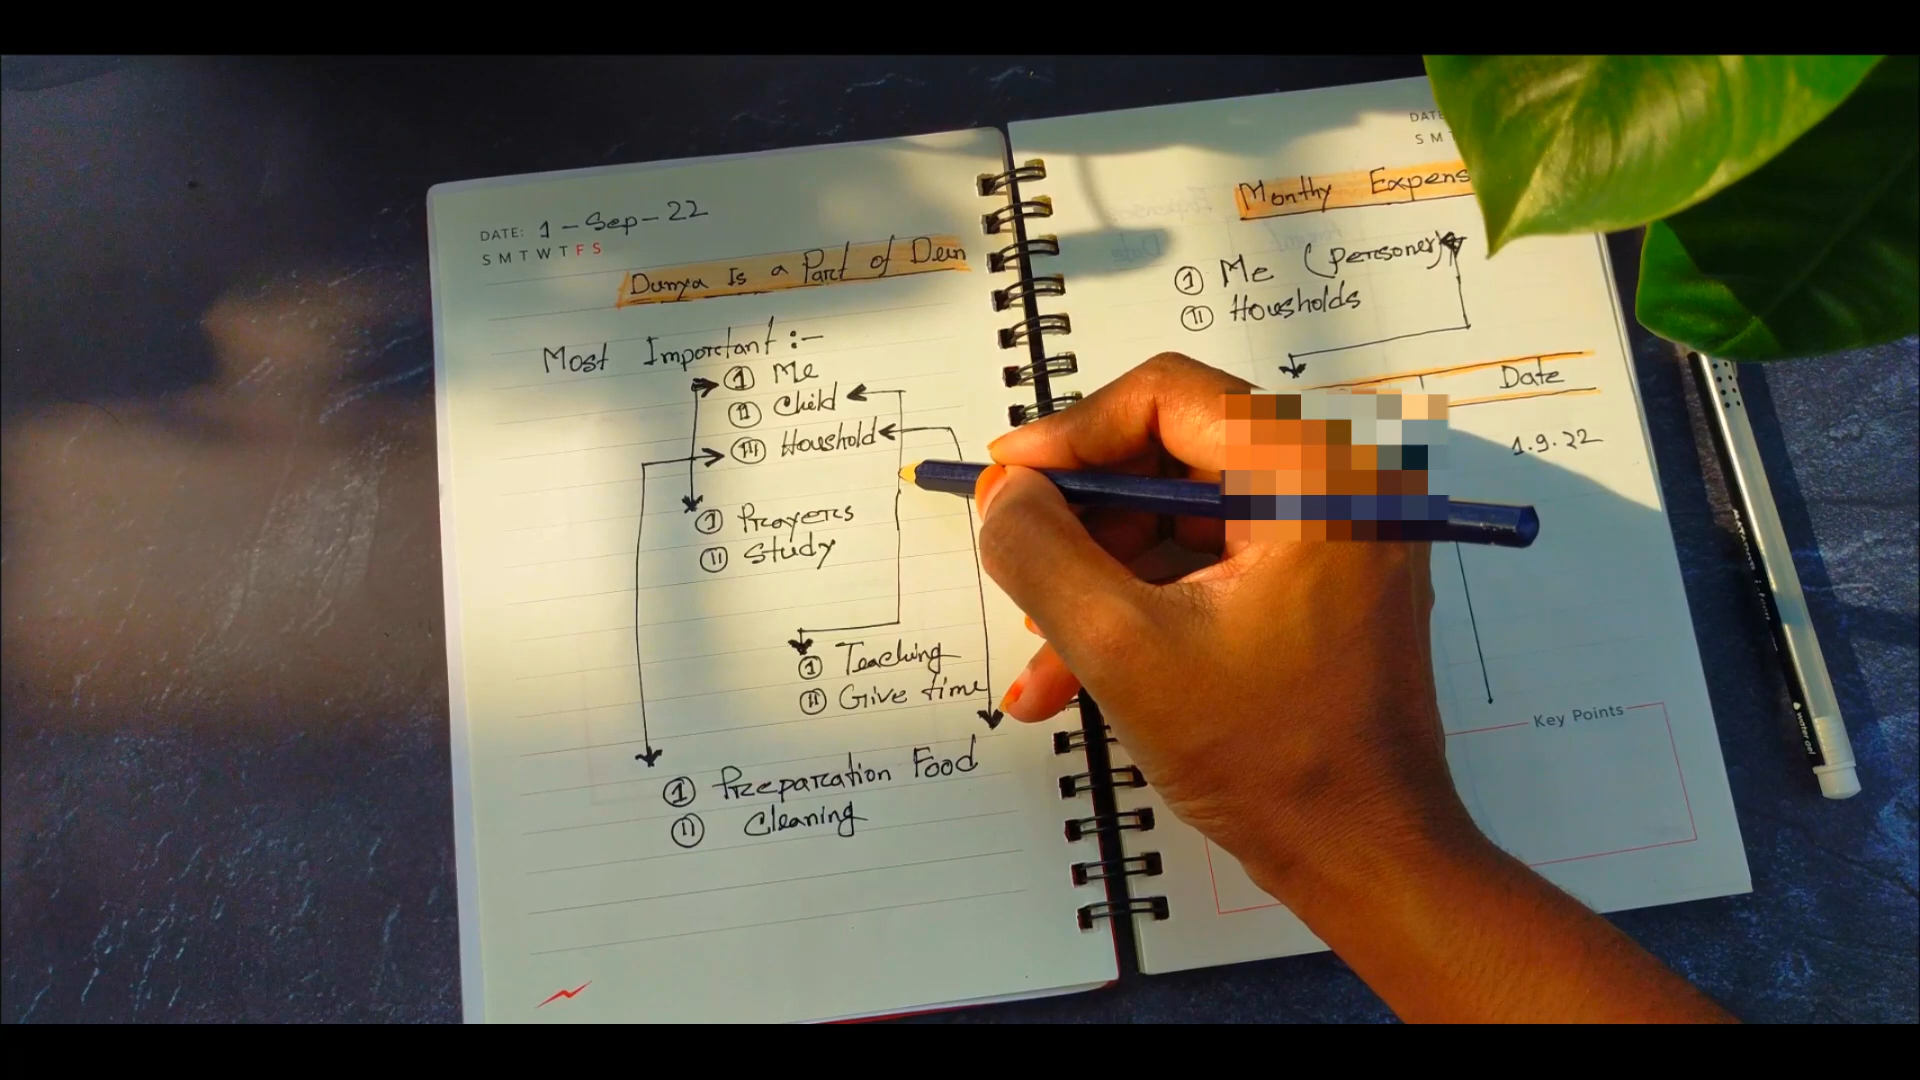 DATE: 1-Sep-22
S M T W T F S
Dunya Is a Part of Deen
Most Important :-
① Me
② Child
③ Houshold
① Prayers
② Study
① Teaching
② Give time
① Preparation Food
② Cleaning
DATE
S M T
Monthy Expens
① Me (personer)
② Housholds
Date
1.9.22
Key Points